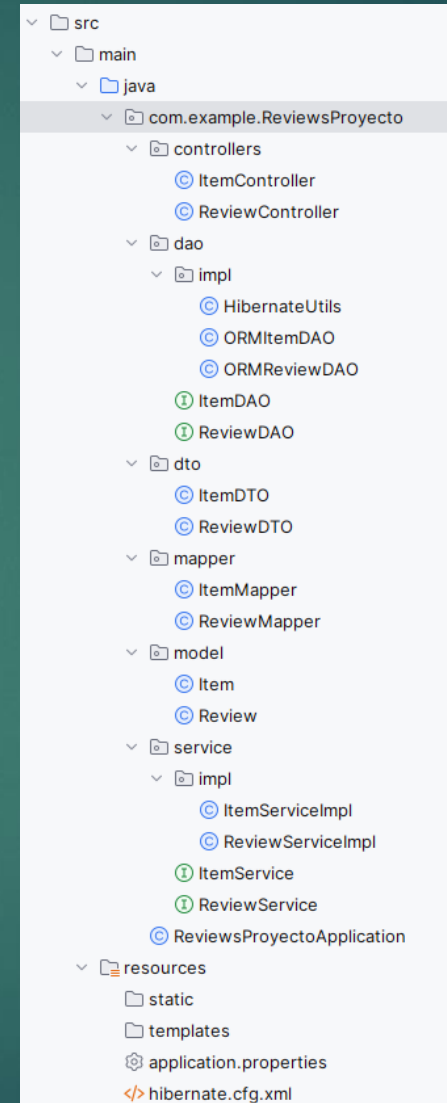 src
main
java
com.example.ReviewsProyecto
controllers
ItemController
ReviewController
dao
impl
HibernateUtils
ORMItemDAO
ORMReviewDAO
ItemDAO
ReviewDAO
dto
ItemDTO
ReviewDTO
mapper
ItemMapper
ReviewMapper
model
Item
Review
service
impl
ItemServiceImpl
ReviewServiceImpl
ItemService
ReviewService
ReviewsProyectoApplication
resources
static
templates
application.properties
hibernate.cfg.xml